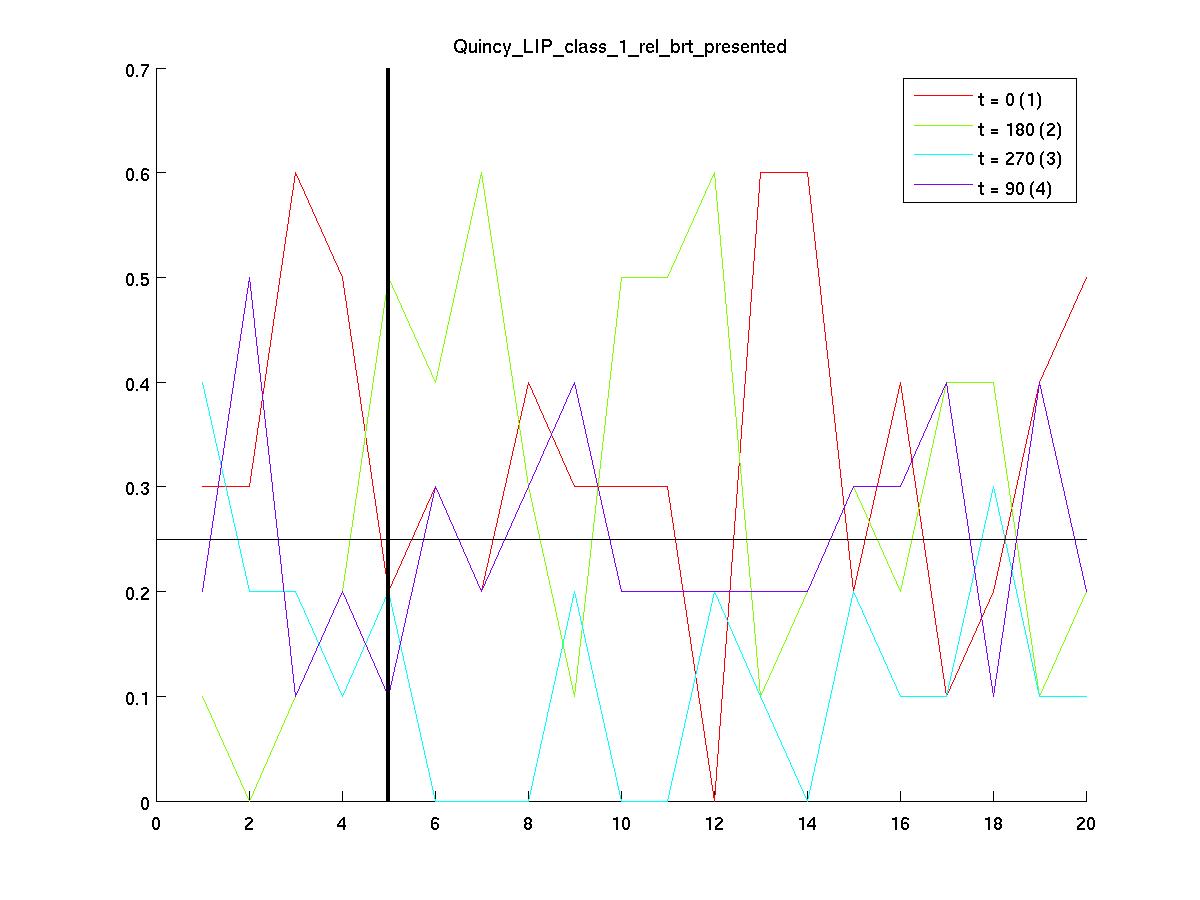 Quincy_LIP_class_1_rel_brt_presented
t = 0 (1)
t = 180 (2)
t = 270 (3)
t = 90 (4)
0.7
0.6
0.5
0.4
0.3
0.2
0.1
0
0 2 4 6 8 10 12 14 16 18 20